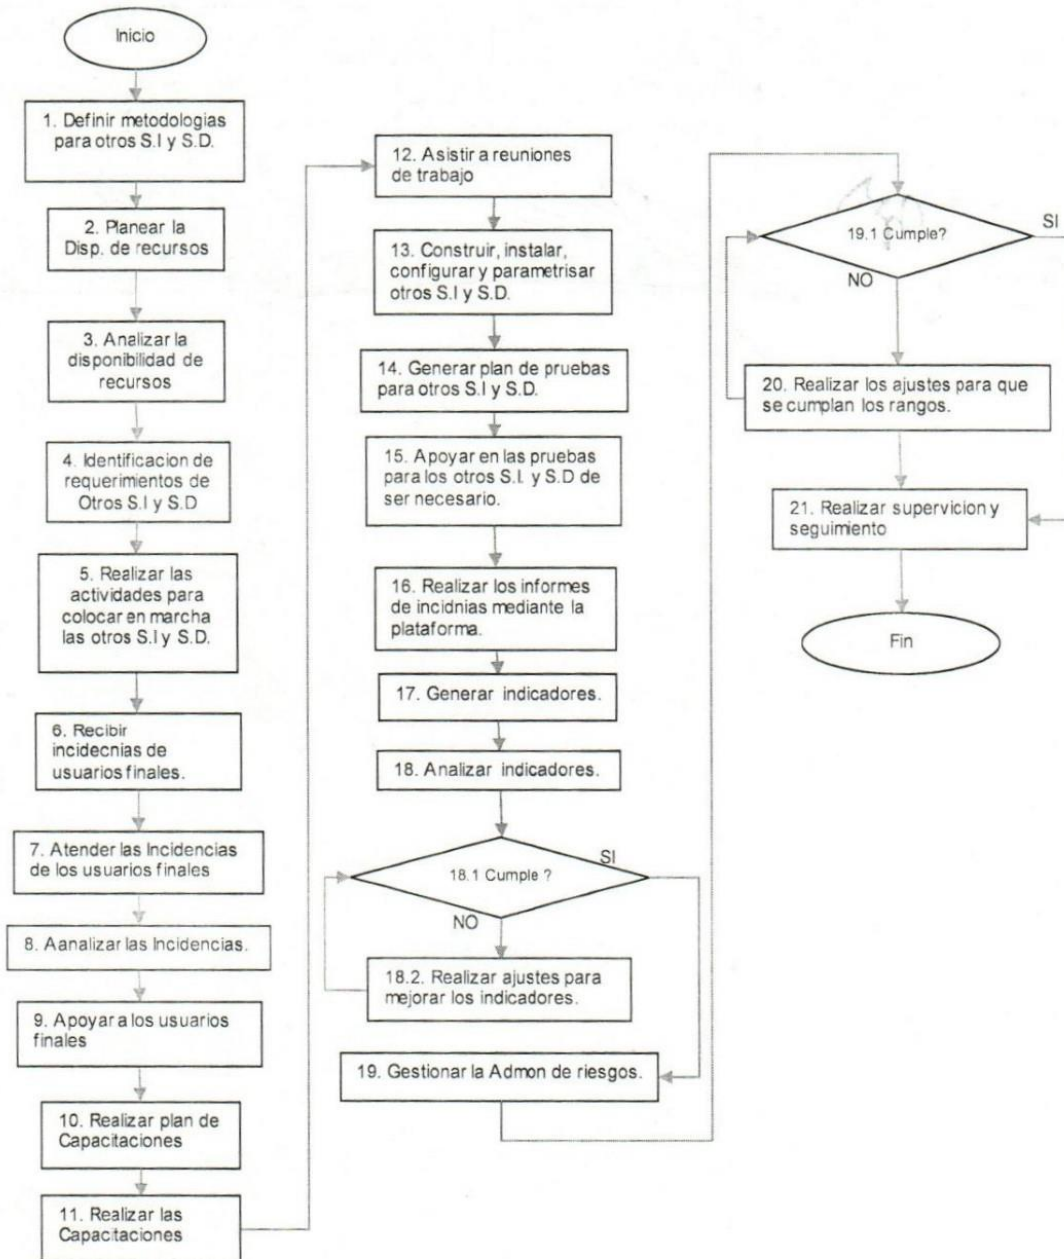 Inicio
1. Definir metodologias
para otros S.I y S.D.
2. Planear la
Disp. de recursos
3. Analizar la
disponibilidad de
recursos
4. Identificacion de
requerimientos de
Otros S.I y S.D
5. Realizar las
actividades para
colocar en marcha
las otros S.I y S.D.
6. Recibir
incidecnias de
usuarios finales.
7. Atender las Incidencias
de los usuarios finales
8. Aanalizar las Incidencias.
9. Apoyar a los usuarios
finales
10. Realizar plan de
Capacitaciones
11. Realizar las
Capacitaciones
12. Asistir a reuniones
de trabajo
13. Construir, instalar,
configurar y parametrisar
otros S.I y S.D.
14. Generar plan de pruebas
para otros S.I y S.D.
15. Apoyar en las pruebas
para los otros S.I. y S.D de
ser necesario.
16. Realizar los informes
de incidnias mediante la
plataforma.
17. Generar indicadores.
18. Analizar indicadores.
18.1 Cumple ?
SI
NO
18.2. Realizar ajustes para
mejorar los indicadores.
19. Gestionar la Admon de riesgos.
19.1 Cumple?
SI
NO
20. Realizar los ajustes para que
se cumplan los rangos.
21. Realizar supervicion y
seguimiento
Fin